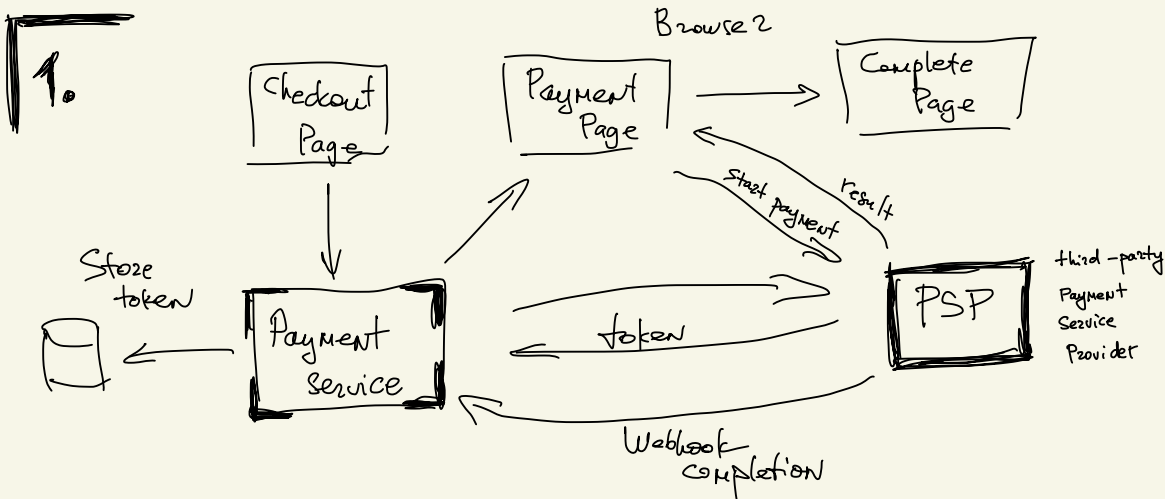 1.
Browser
Checkout
Page
Payment
Page
Complete
Page
start payment
result
Store
token
Payment
Service
token
PSP
third-party
Payment
Service
Provider
Webhook
completion